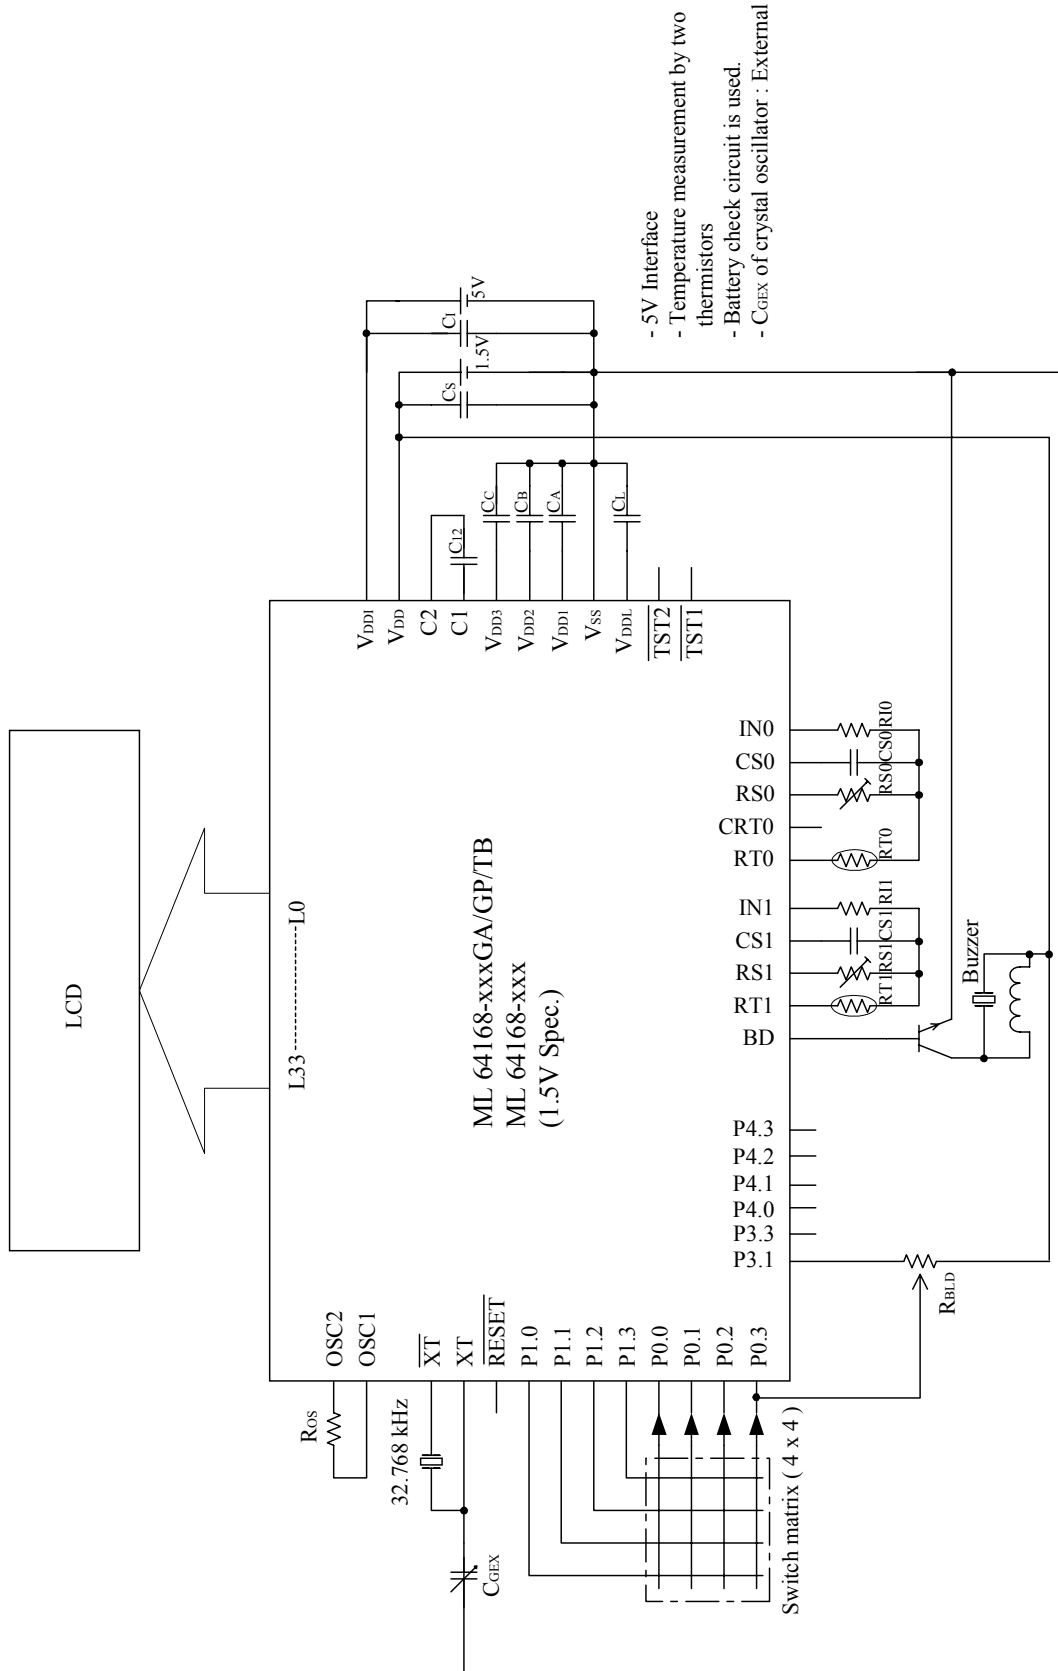 LCD
L33
L0
ML 64168-xxxGA/GP/TB
ML 64168-xxx
(1.5V Spec.)
OSC2
OSC1
XT
XT
RESET
P1.0
P1.1
P1.2
P1.3
P0.0
P0.1
P0.2
P0.3
ROS
32.768 kHz
CGEX
Switch matrix ( 4 x 4 )
VDDI
VDD
C2
C1
VDD3
VDD2
VDD1
VSS
VDDL
TST2
TST1
C12
CC
CB
CA
CL
CS
1.5V
CI
5V
P3.1
P3.3
P4.0
P4.1
P4.2
P4.3
BD
RT1
RS1
CS1
IN1
RT0
CRT0
RS0
CS0
IN0
RBLD
Buzzer
RT1
RS1
CS1
RI1
RT0
RS0
CS0
RI0
- 5V Interface
- Temperature measurement by two
thermistors
- Battery check circuit is used.
- CGEX of crystal oscillator : External